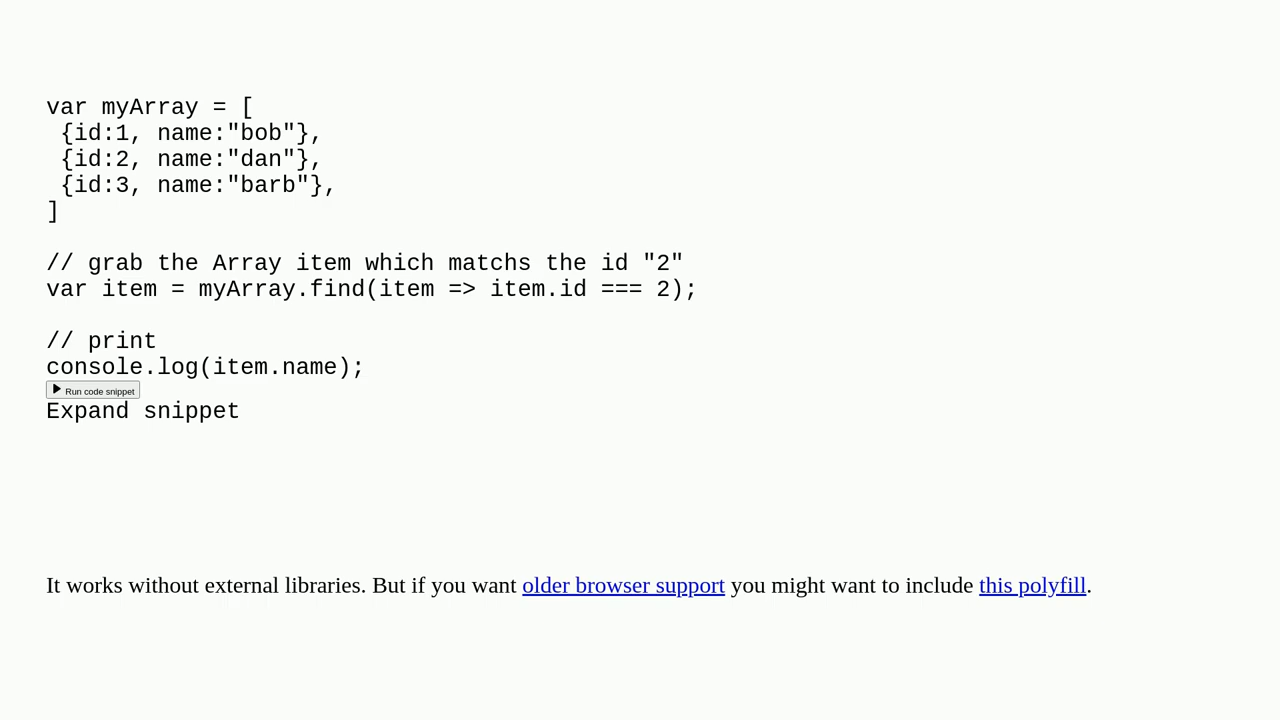 var myArray = [
 {id:1, name:"bob"},
 {id:2, name:"dan"},
 {id:3, name:"barb"},
]
// grab the Array item which matchs the id "2"
var item = myArray.find(item => item.id === 2);
// print
console.log(item.name);
Run code snippet
Expand snippet
It works without external libraries. But if you want older browser support you might want to include this polyfill.